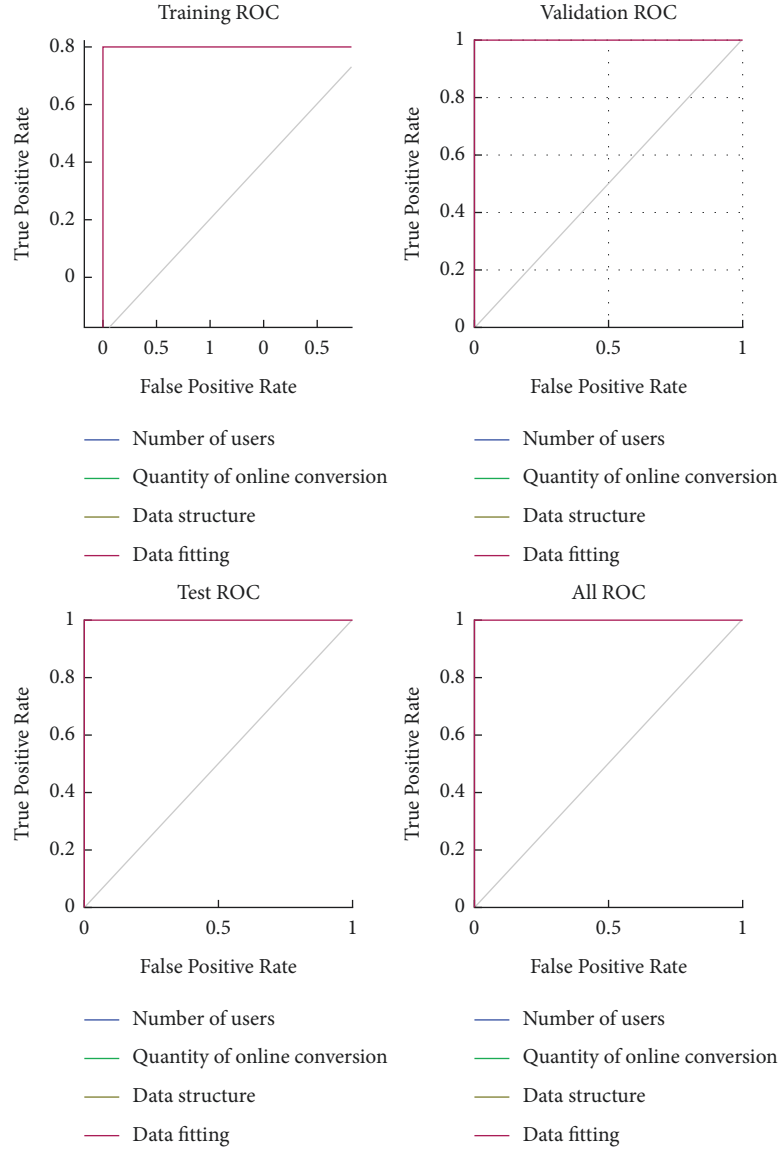 Training ROC
0.8
0.6
0.4
0.2
0
True Positive Rate
0 0.5 1 0 0.5
False Positive Rate
Number of users
Quantity of online conversion
Data structure
Data fitting
Validation ROC
1
0.8
0.6
0.4
0.2
0
True Positive Rate
0 0.5 1
False Positive Rate
Number of users
Quantity of online conversion
Data structure
Data fitting
Test ROC
1
0.8
0.6
0.4
0.2
0
True Positive Rate
0 0.5 1
False Positive Rate
Number of users
Quantity of online conversion
Data structure
Data fitting
All ROC
1
0.8
0.6
0.4
0.2
0
True Positive Rate
0 0.5 1
False Positive Rate
Number of users
Quantity of online conversion
Data structure
Data fitting